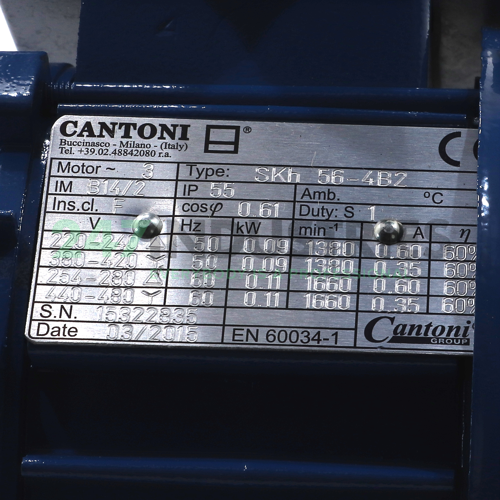 CANTONI ®
Buccinasco - Milano - (Italy)
Tel. +39.02.48842080 r.a.
Motor ~ 3 Type: SKh 56-4B2
IM B14/2 IP 55 Amb. °C
Ins.cl. F cosφ 0.61 Duty: S 1
V Hz kW min⁻¹ A η
220-240 △ 50 0.09 1380 0.60 60%
380-420 Y 50 0.09 1380 0.35 60%
254-280 △ 60 0.11 1660 0.60 60%
440-480 Y 60 0.11 1660 0.35 60%
S.N. 15322835
Date 03/2015 EN 60034-1
Cantoni
GROUP